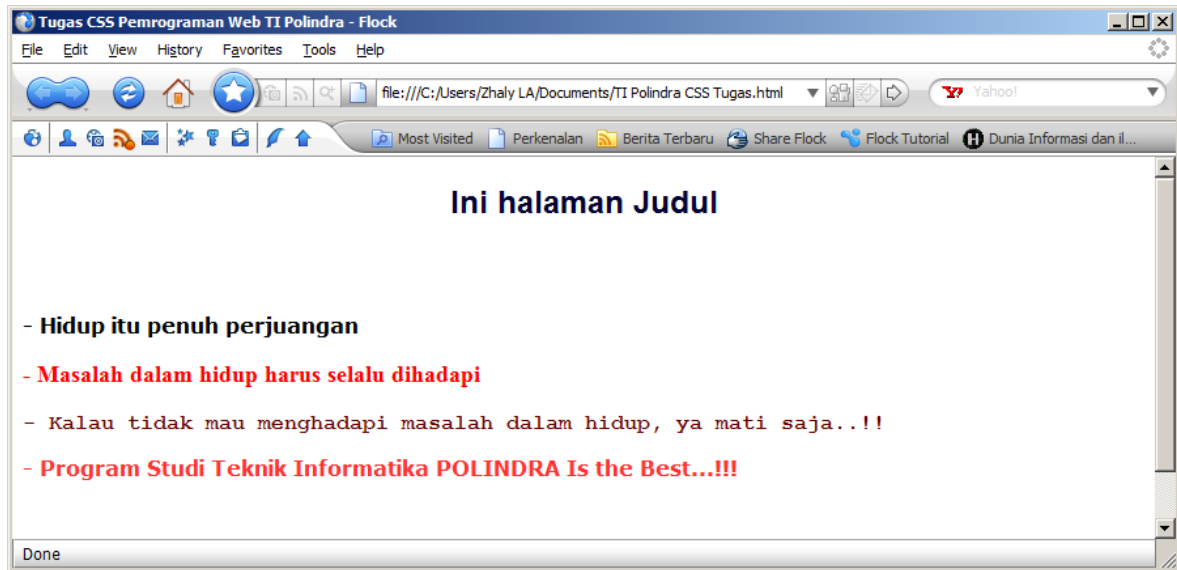 Tugas CSS Pemrograman Web TI Polindra - Flock
File Edit View History Favorites Tools Help
file:///C:/Users/Zhaly LA/Documents/TI Polindra CSS Tugas.html Yahoo!
Most Visited Perkenalan Berita Terbaru Share Flock Flock Tutorial Dunia Informasi dan il...
Ini halaman Judul
- Hidup itu penuh perjuangan
- Masalah dalam hidup harus selalu dihadapi
- Kalau tidak mau menghadapi masalah dalam hidup, ya mati saja..!!
- Program Studi Teknik Informatika POLINDRA Is the Best...!!!
Done